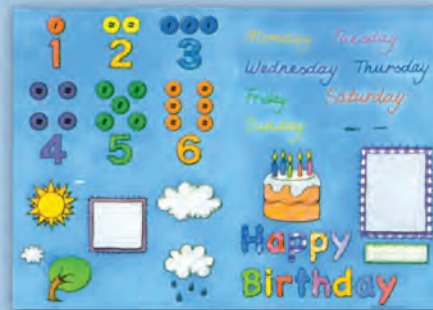 1 2 3
4 5 6
Monday Tuesday
Wednesday Thursday
Friday Saturday
Sunday
Happy
Birthday